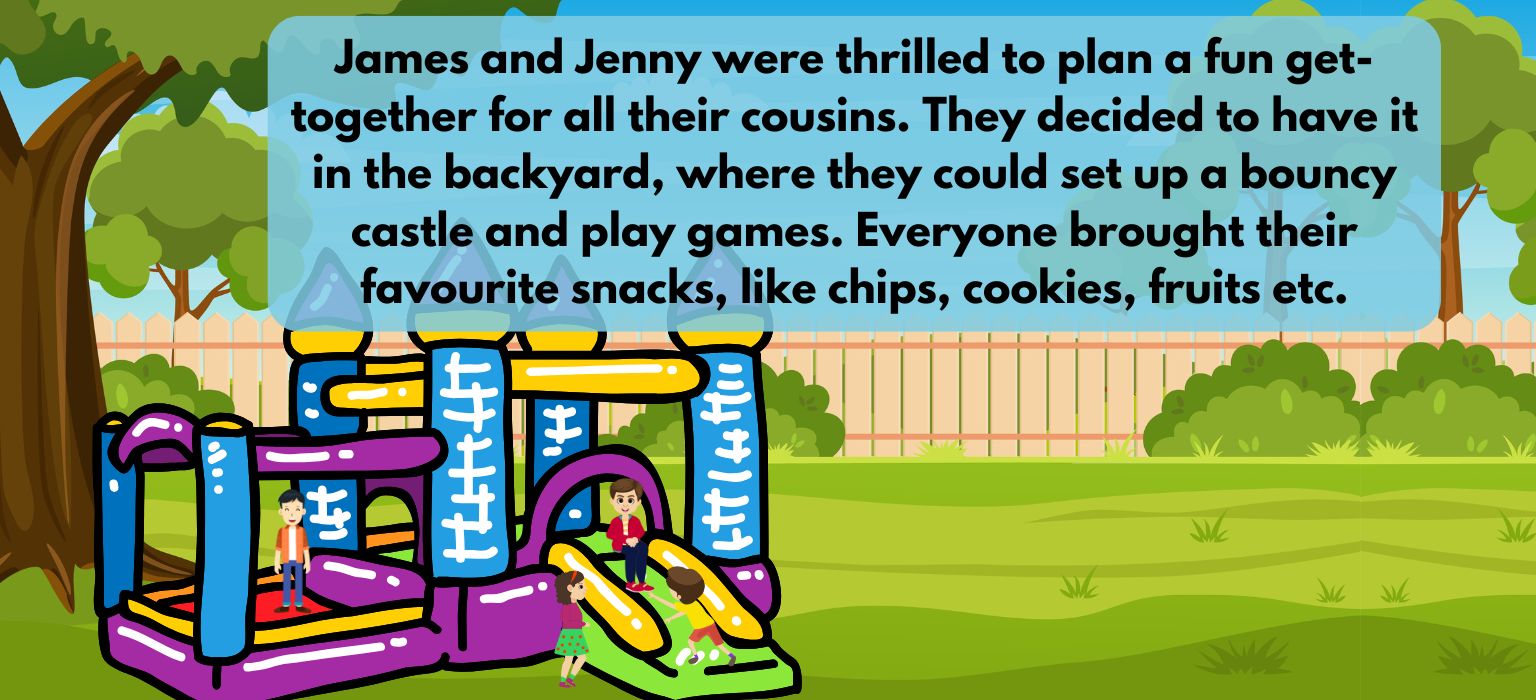 James and Jenny were thrilled to plan a fun get-
together for all their cousins. They decided to have it
in the backyard, where they could set up a bouncy
castle and play games. Everyone brought their
favourite snacks, like chips, cookies, fruits etc.